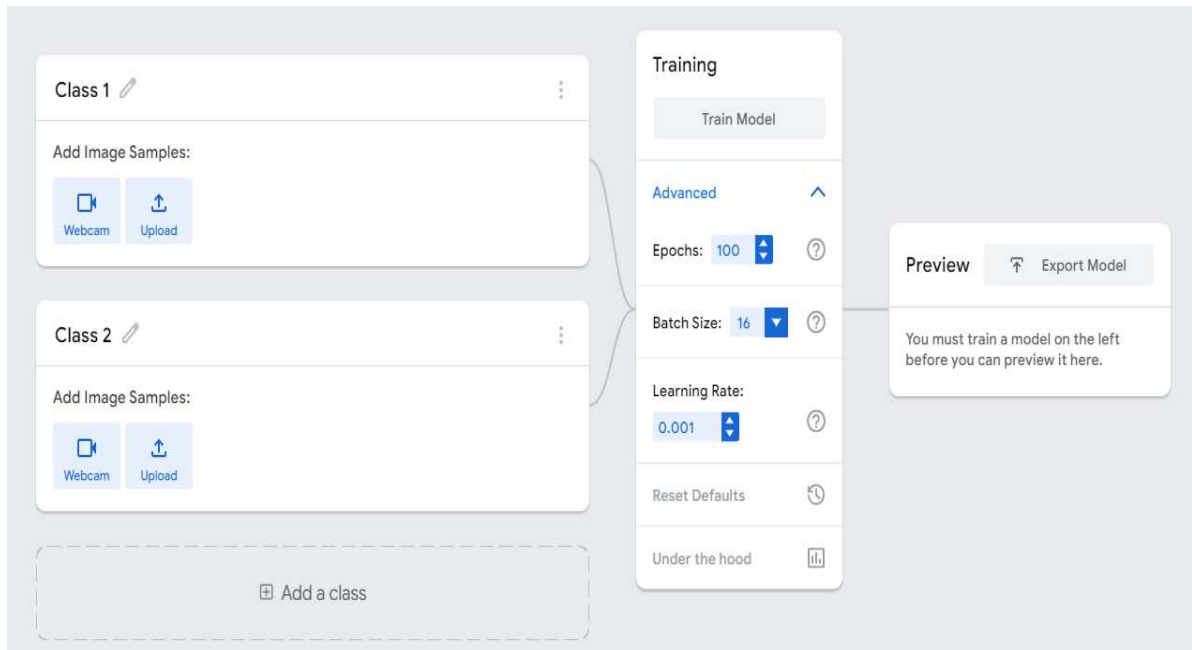 Class 1
Add Image Samples:
Webcam
Upload
Class 2
Add Image Samples:
Webcam
Upload
Add a class
Training
Train Model
Advanced
Epochs: 100
Batch Size: 16
Learning Rate:
0.001
Reset Defaults
Under the hood
Preview
Export Model
You must train a model on the left
before you can preview it here.